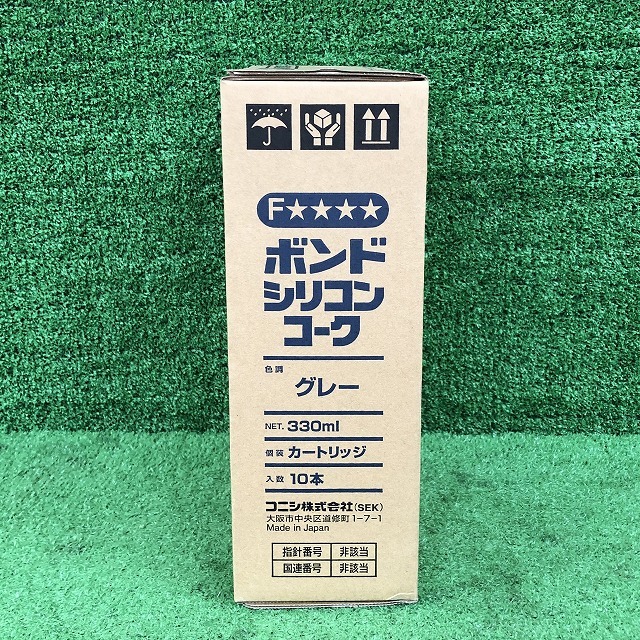 F★★★★
ボンド
シリコン
コーク
色調 グレー
NET. 330ml
個装 カートリッジ
入数 10本
コニシ株式会社(SEK)
大阪市中央区道修町1-7-1
Made in Japan
指針番号 非該当
国連番号 非該当